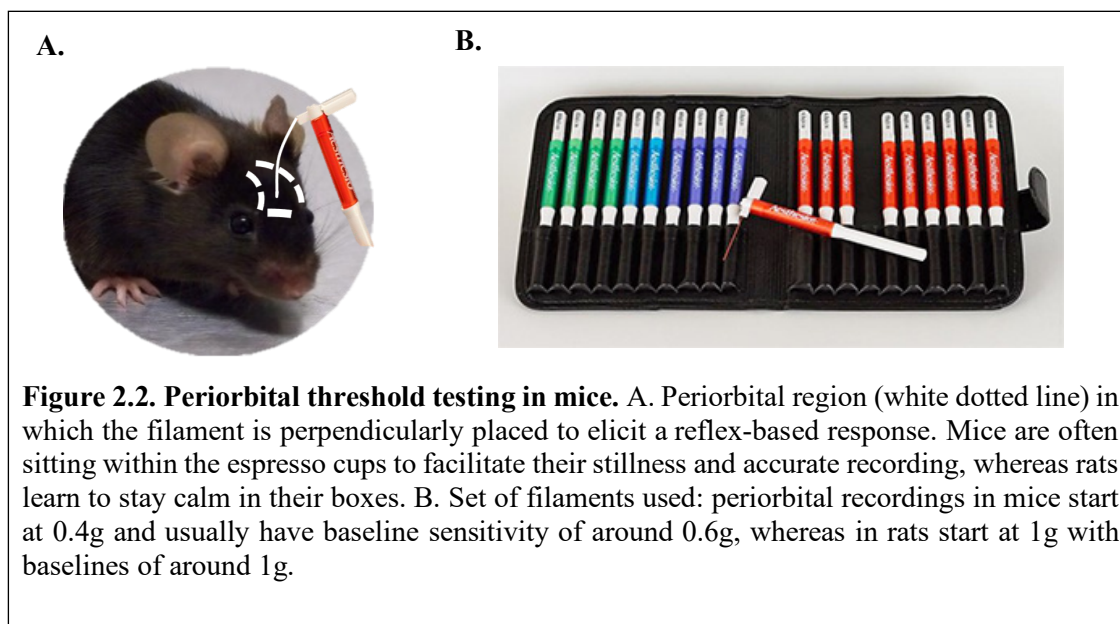 A.
B.
Aesthesio
Aesthesio
Figure 2.2. Periorbital threshold testing in mice. A. Periorbital region (white dotted line) in
which the filament is perpendicularly placed to elicit a reflex-based response. Mice are often
sitting within the espresso cups to facilitate their stillness and accurate recording, whereas rats
learn to stay calm in their boxes. B. Set of filaments used: periorbital recordings in mice start
at 0.4g and usually have baseline sensitivity of around 0.6g, whereas in rats start at 1g with
baselines of around 1g.